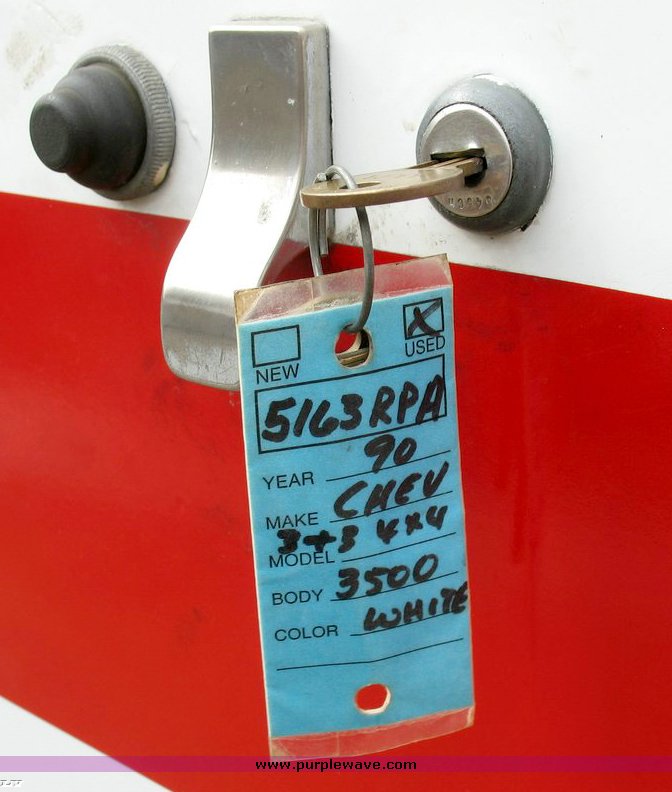 X
NEW USED
5163RPA
YEAR 90
MAKE CHEV
MODEL 3+3 4x4
BODY 3500
COLOR WHITE
www.purplewave.com